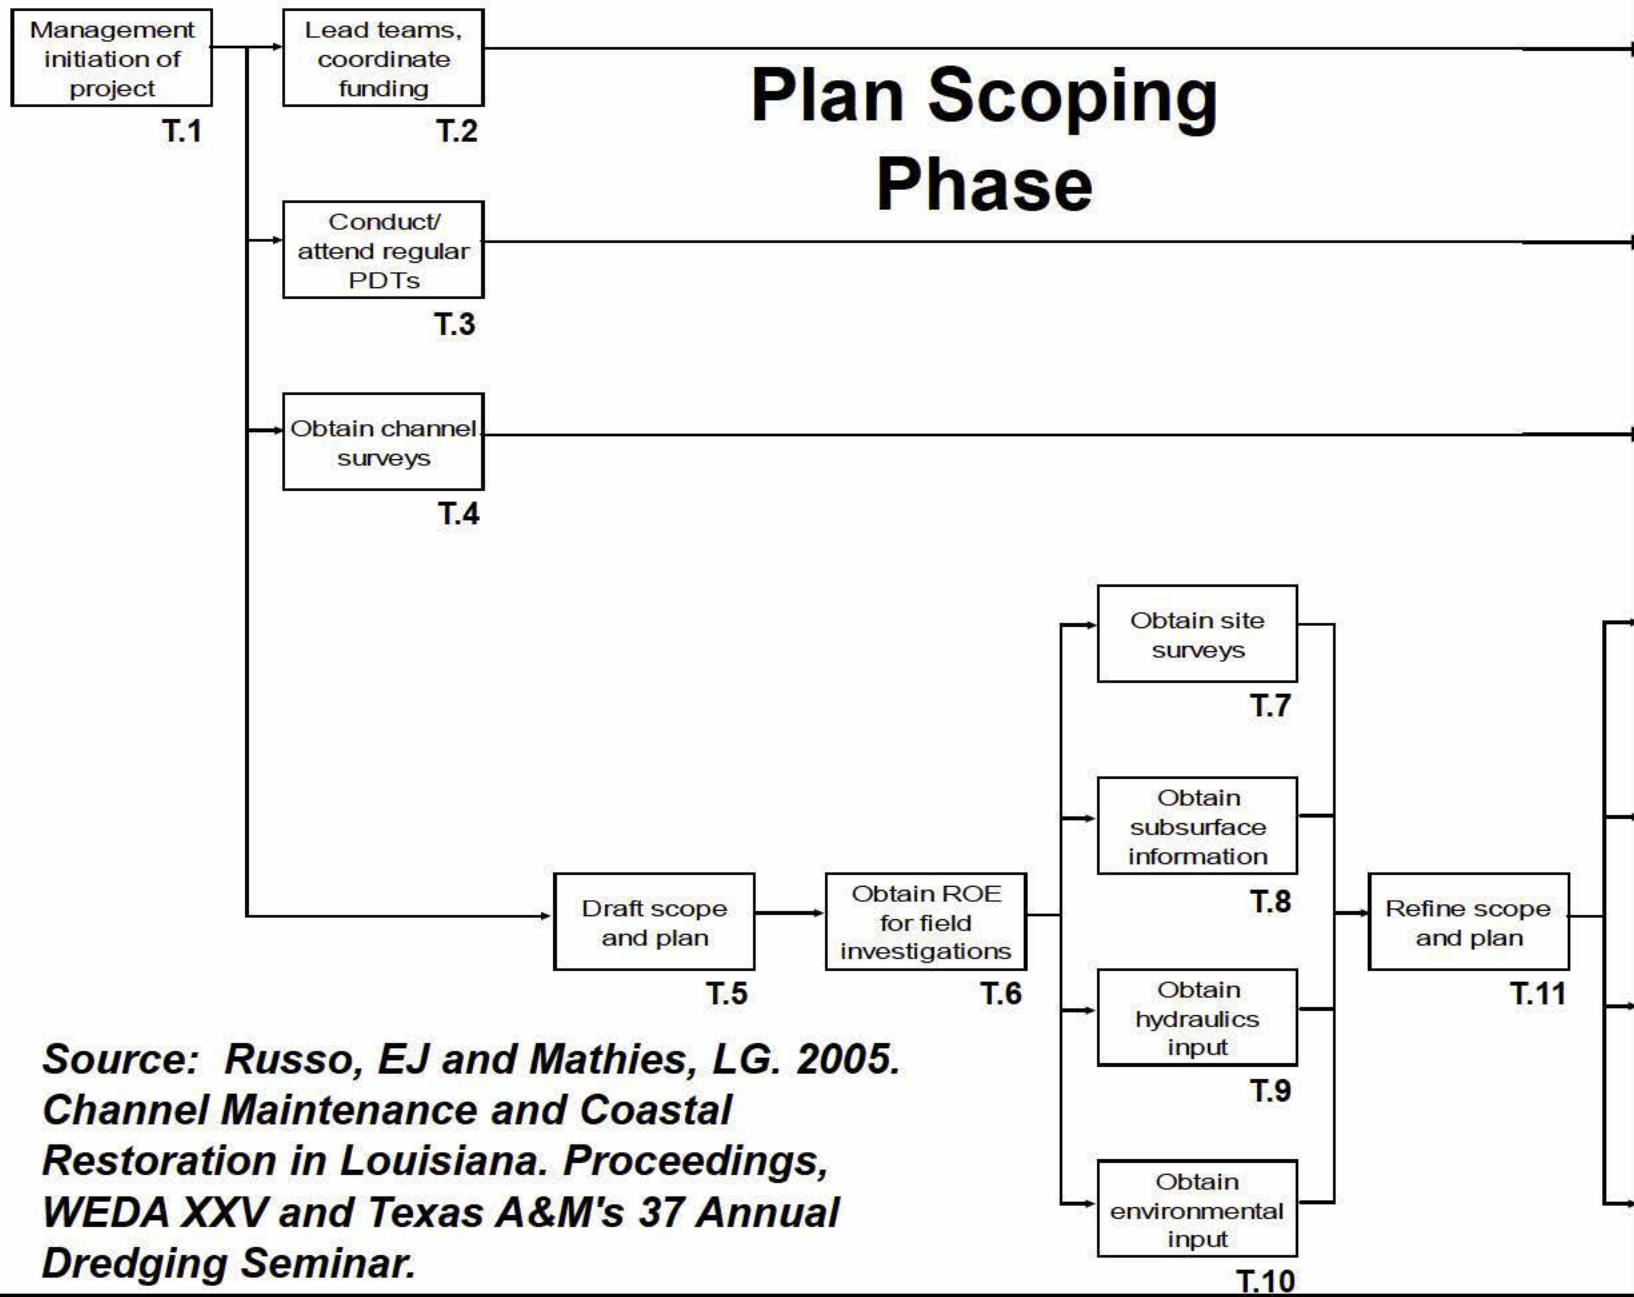 Management
initiation of
project
T.1
Lead teams,
coordinate
funding
T.2
Plan Scoping
Phase
Conduct/
attend regular
PDTs
T.3
Obtain channel
surveys
T.4
Draft scope
and plan
T.5
Obtain ROE
for field
investigations
T.6
Obtain site
surveys
T.7
Obtain
subsurface
information
T.8
Obtain
hydraulics
input
T.9
Obtain
environmental
input
T.10
Refine scope
and plan
T.11
Source: Russo, EJ and Mathies, LG. 2005.
Channel Maintenance and Coastal
Restoration in Louisiana. Proceedings,
WEDA XXV and Texas A&M's 37 Annual
Dredging Seminar.